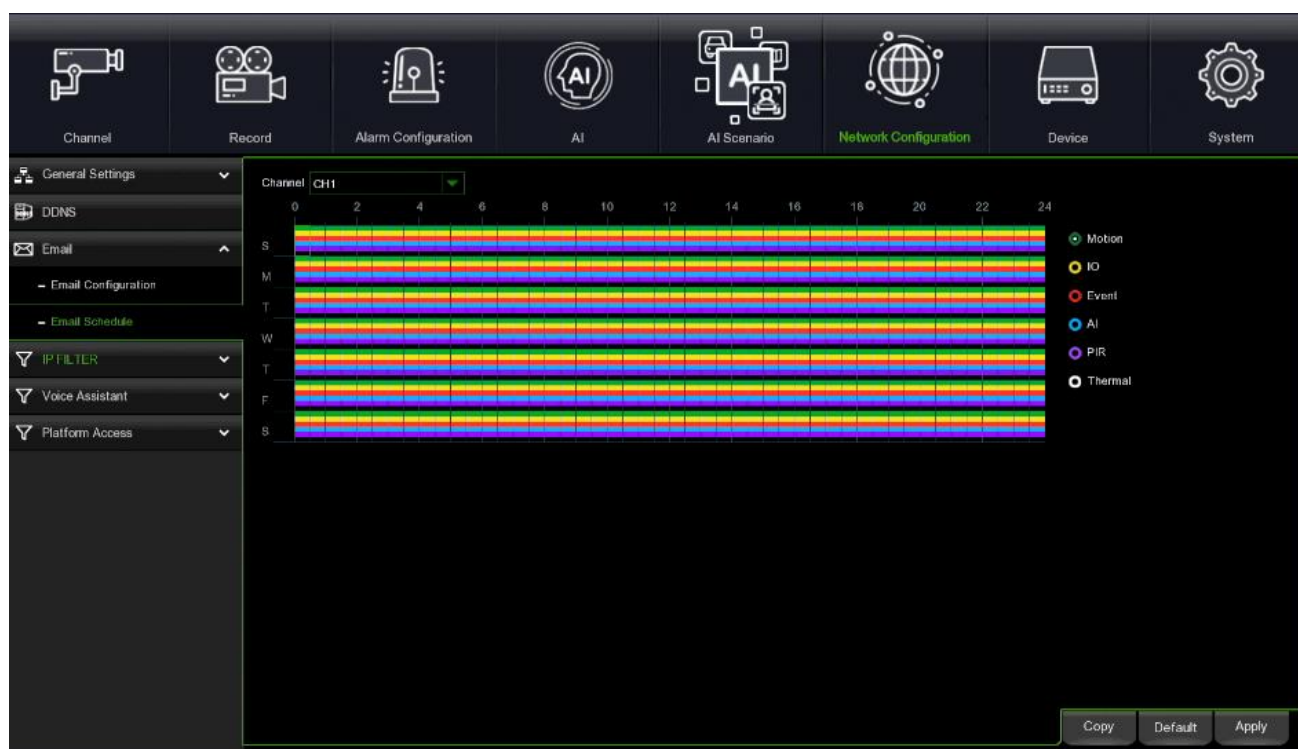 AI
AI
Channel Record Alarm Configuration AI AI Scenario Network Configuration Device System
General Settings
Channel CH1
0 2 4 6 8 10 12 14 16 18 20 22 24
DDNS
S
Motion
Email
IO
M
Email Configuration
Event
T
Email Schedule
AI
W
IP FILTER
PIR
T
Thermal
Voice Assistant
F
Platform Access
S
Copy Default Apply